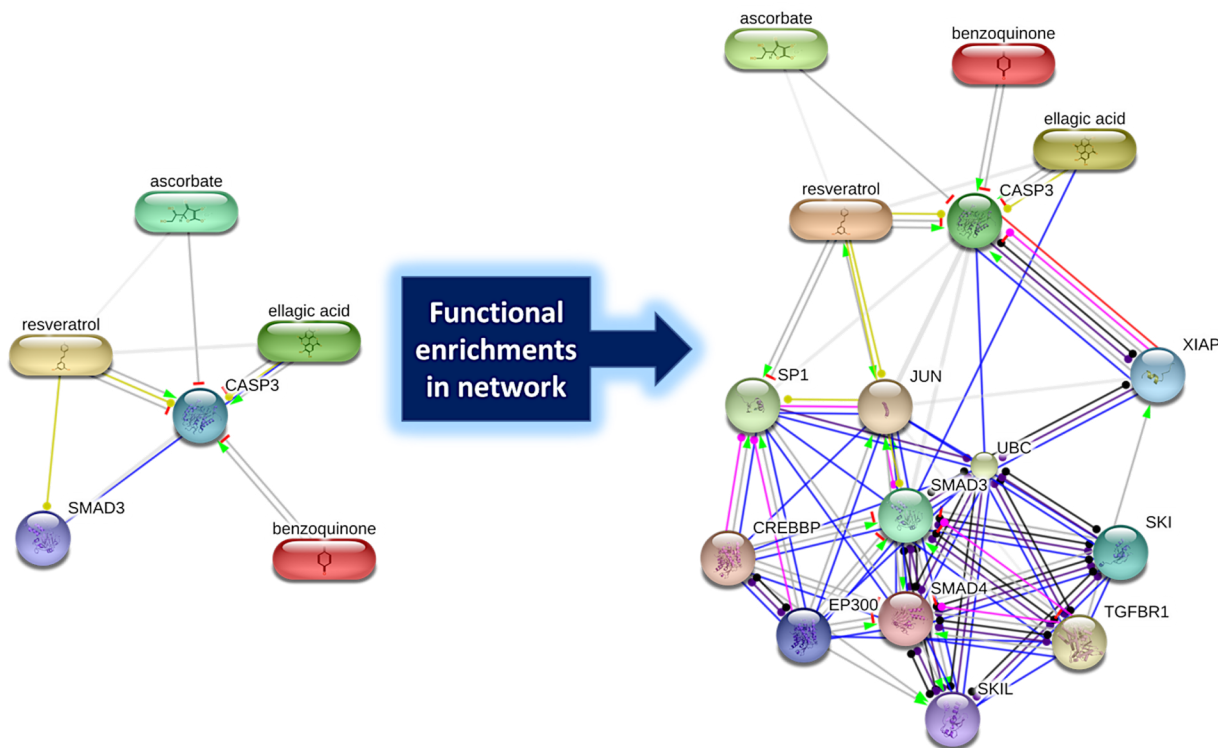 ascorbate
resveratrol
ellagic acid
CASP3
SMAD3
benzoquinone
Functional
enrichments
in network
ascorbate
benzoquinone
ellagic acid
resveratrol
CASP3
XIAP
SP1
JUN
UBC
SMAD3
CREBBP
SKI
EP300
SMAD4
TGFBR1
SKIL